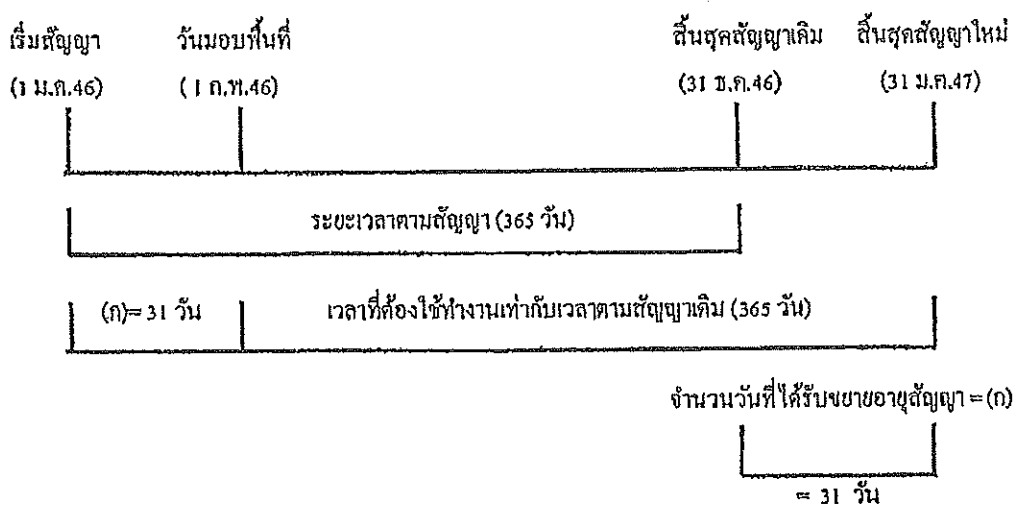 เริ่มสัญญา วันมอบพื้นที่ สิ้นสุดสัญญาเดิม สิ้นสุดสัญญาใหม่
(1 ม.ค.46) (1 ก.พ.46) (31 ธ.ค.46) (31 ม.ค.47)
ระยะเวลาตามสัญญา (365 วัน)
(ก)= 31 วัน เวลาที่ต้องใช้ทำงานเท่ากับเวลาตามสัญญาเดิม (365 วัน)
จำนวนวันที่ได้รับขยายอายุสัญญา = (ก)
= 31 วัน